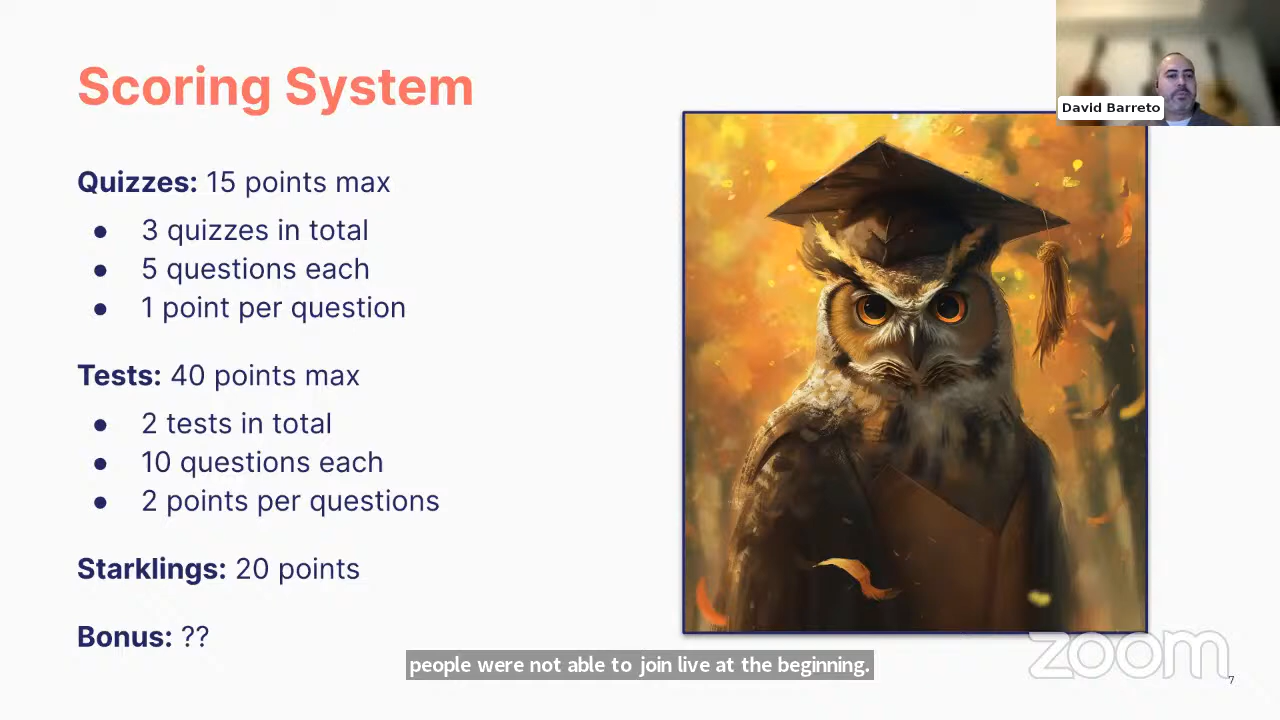 Scoring System
David Barreto
Quizzes: 15 points max
● 3 quizzes in total
● 5 questions each
● 1 point per question
Tests: 40 points max
● 2 tests in total
● 10 questions each
● 2 points per questions
Starklings: 20 points
Bonus: ??
people were not able to join live at the beginning.
zoom
7